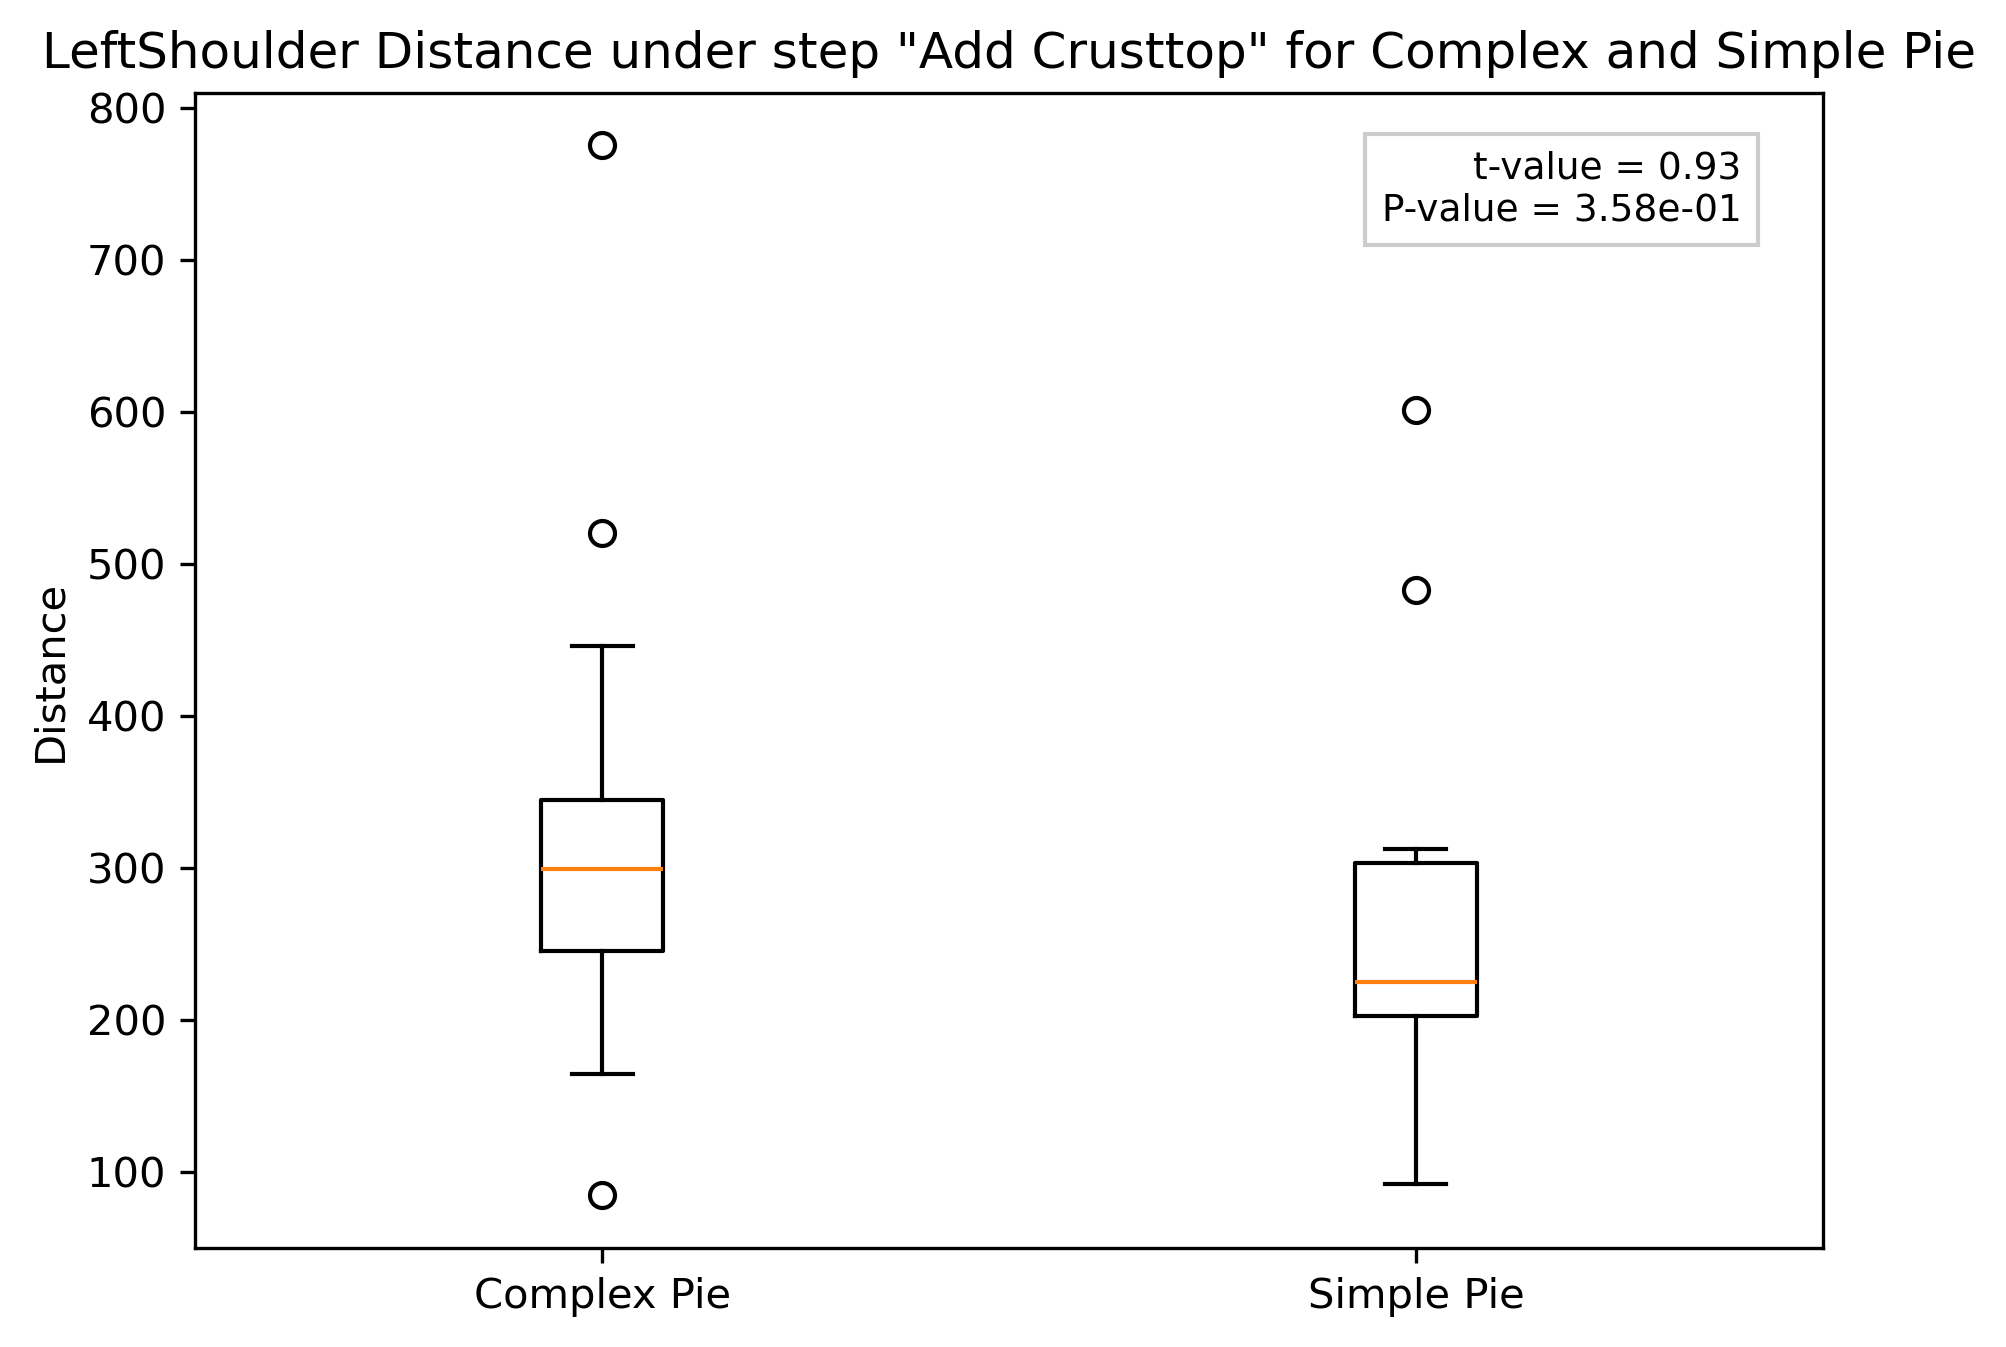 LeftShoulder Distance under step "Add Crusttop" for Complex and Simple Pie
800
700
600
500
400
300
200
100
Distance
t-value = 0.93
P-value = 3.58e-01
Complex Pie
Simple Pie